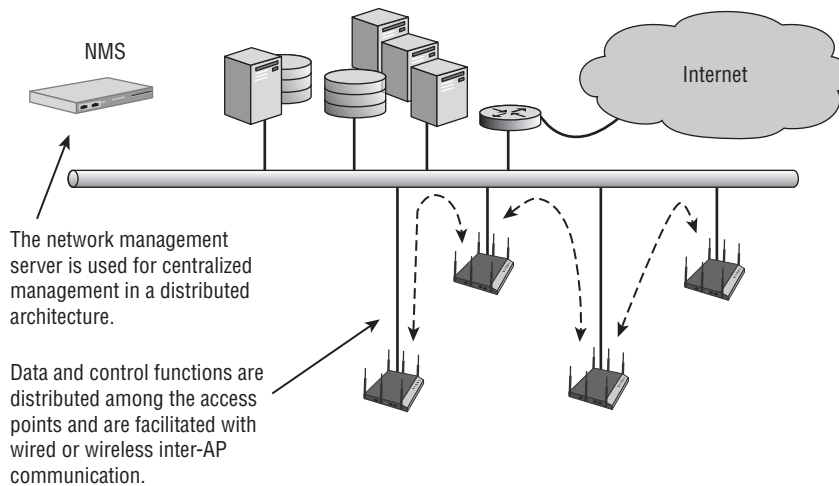 NMS
Internet
The network management
server is used for centralized
management in a distributed
architecture.
Data and control functions are
distributed among the access
points and are facilitated with
wired or wireless inter-AP
communication.